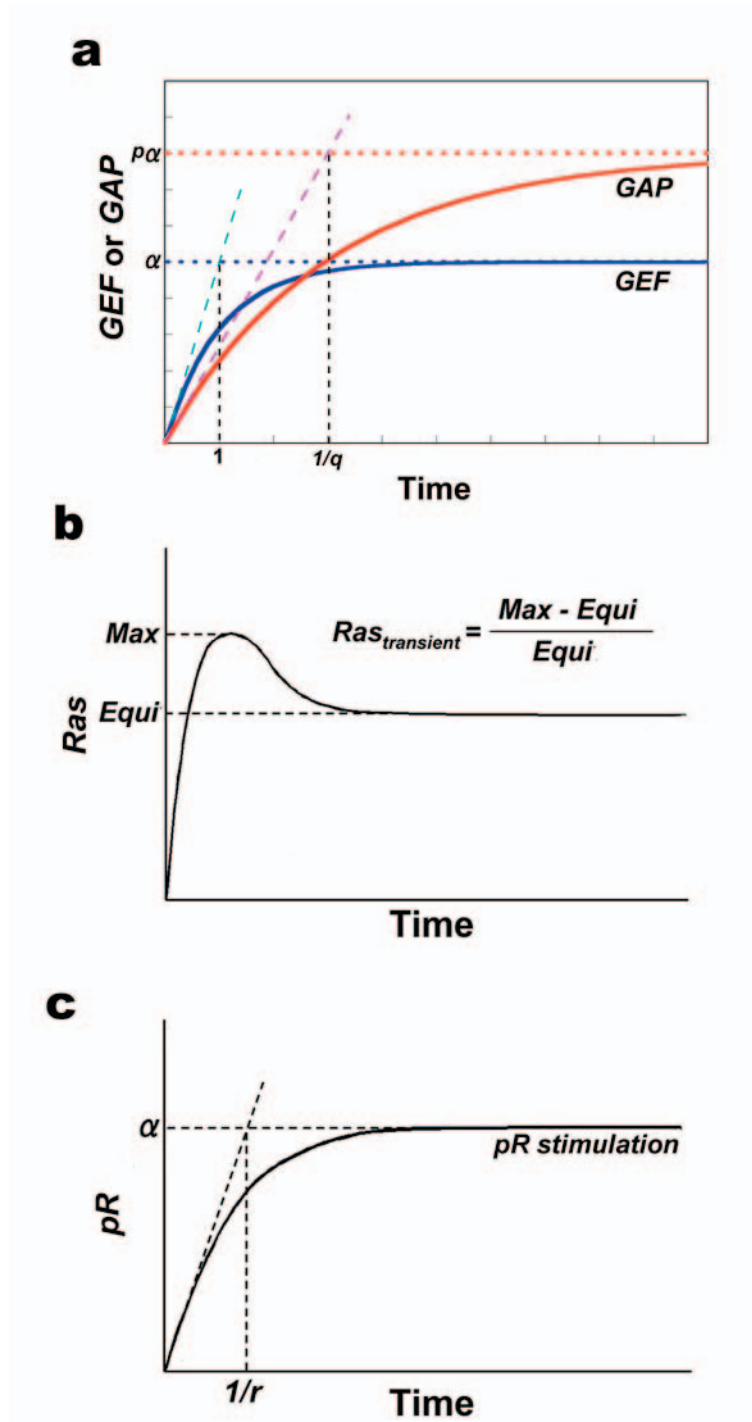 a
GEF or GAP
pα
α
GAP
GEF
1
1/q
Time
b
Ras
Max
Equi
Ras_transient = Max - Equi
Equi
Time
c
pR
α
pR stimulation
1/r
Time